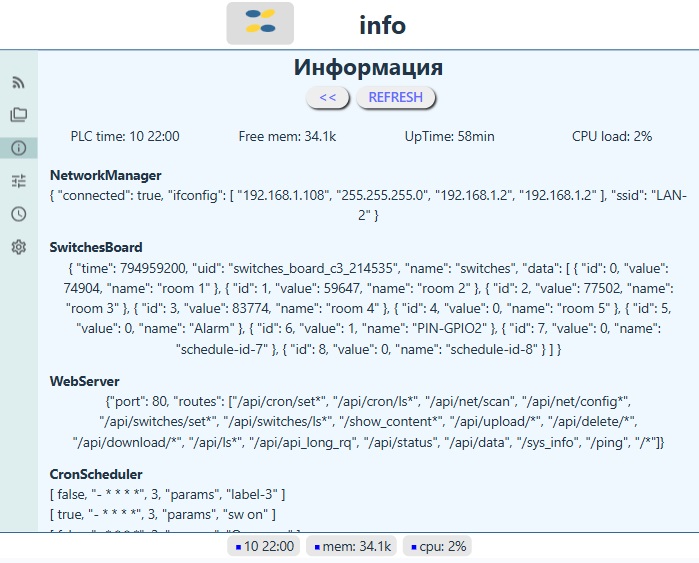 info
Информация
<< REFRESH
PLC time: 10 22:00 Free mem: 34.1k UpTime: 58min CPU load: 2%
NetworkManager
{ "connected": true, "ifconfig": [ "192.168.1.108", "255.255.255.0", "192.168.1.2", "192.168.1.2" ], "ssid": "LAN-
2" }
SwitchesBoard
{ "time": 794959200, "uid": "switches_board_c3_214535", "name": "switches", "data": [ { "id": 0, "value":
74904, "name": "room 1" }, { "id": 1, "value": 59647, "name": "room 2" }, { "id": 2, "value": 77502, "name":
"room 3" }, { "id": 3, "value": 83774, "name": "room 4" }, { "id": 4, "value": 0, "name": "room 5" }, { "id": 5,
"value": 0, "name": "Alarm" }, { "id": 6, "value": 1, "name": "PIN-GPIO2" }, { "id": 7, "value": 0, "name":
"schedule-id-7" }, { "id": 8, "value": 0, "name": "schedule-id-8" } ] }
WebServer
{"port": 80, "routes": ["/api/cron/set*", "/api/cron/ls*", "/api/net/scan", "/api/net/config*",
"/api/switches/set*", "/api/switches/ls*", "/show_content*", "/api/upload/*", "/api/delete/*",
"/api/download/*", "/api/ls*", "/api/api_long_rq", "/api/status", "/api/data", "/sys_info", "/ping", "/*"]}
CronScheduler
[ false, "- * * * *", 3, "params", "label-3" ]
[ true, "- * * * *", 3, "params", "sw on" ]
10 22:00 mem: 34.1k cpu: 2%